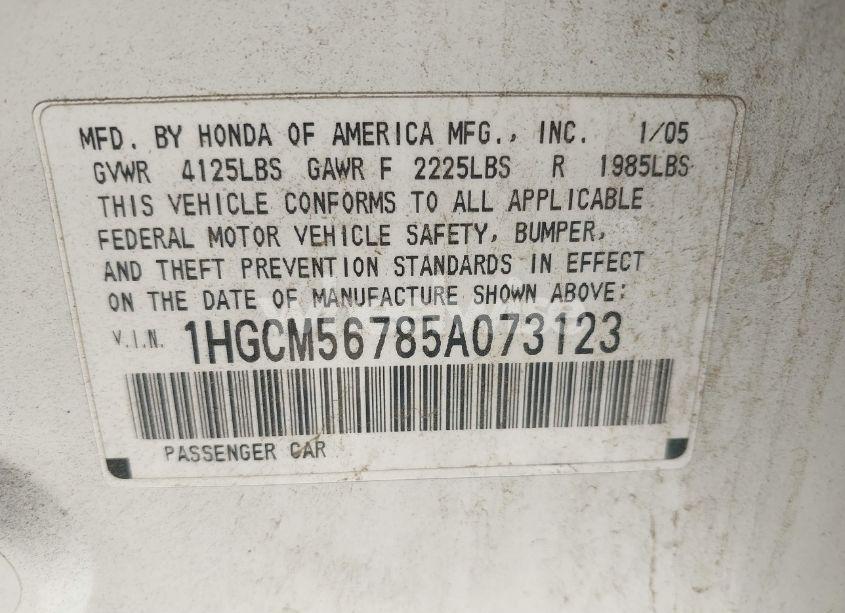 MFD. BY HONDA OF AMERICA MFG., INC. 1/05
GVWR 4125LBS GAWR F 2225LBS R 1985LBS
THIS VEHICLE CONFORMS TO ALL APPLICABLE
FEDERAL MOTOR VEHICLE SAFETY, BUMPER,
AND THEFT PREVENTION STANDARDS IN EFFECT
ON THE DATE OF MANUFACTURE SHOWN ABOVE:
V.I.N. 1HGCM56785A073123
PASSENGER CAR